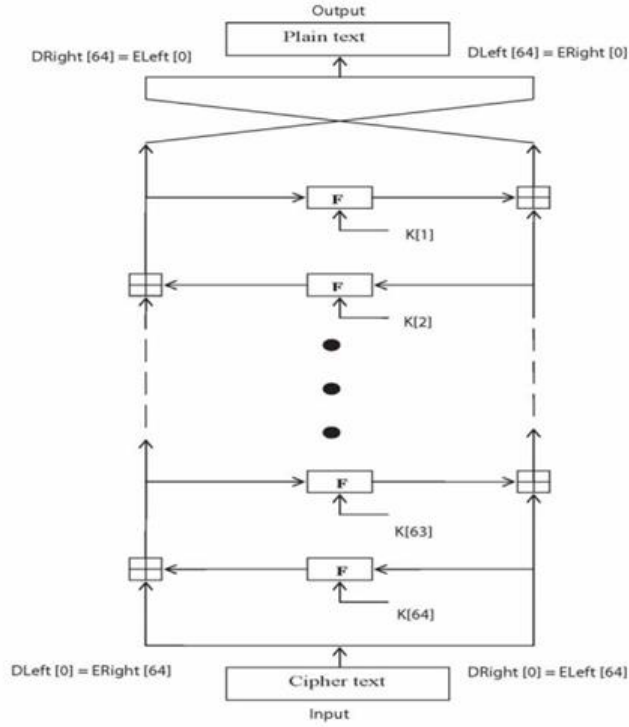 Output
Plain text
DRight [64] = ELeft [0]
DLeft [64] = ERight [0]
F
K[1]
F
K[2]
F
K[63]
F
K[64]
DLeft [0] = ERight [64]
DRight [0] = ELeft [64]
Cipher text
Input